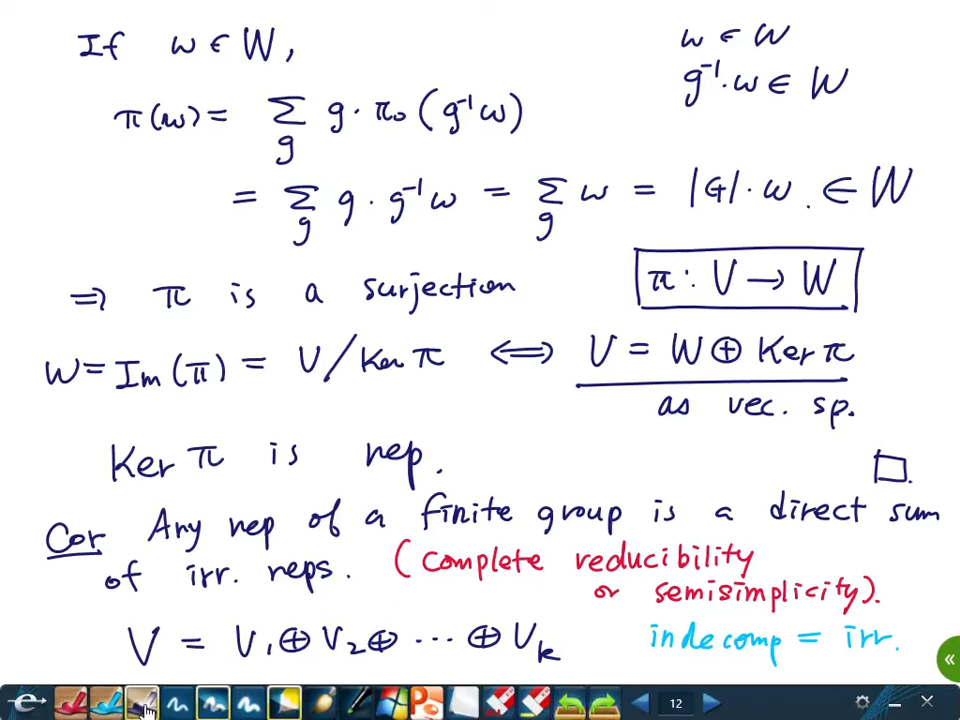 If w ∈ W,
w ∈ W
g⁻¹·w ∈ W
π(w) = Σ_g g·π₀(g⁻¹w)
= Σ_g g·g⁻¹w = Σ_g w = |G|·w. ∈ W
⇒ π is a surjection
π: V → W
W = Im(π) = V/Ker π ⟺ V = W ⊕ Ker π
as vec. sp.
Ker π is rep. □.
Cor Any rep of a finite group is a direct sum
of irr. reps. (complete reducibility
or semisimplicity).
V = V₁ ⊕ V₂ ⊕ ··· ⊕ V_k
indecomp = irr.
12